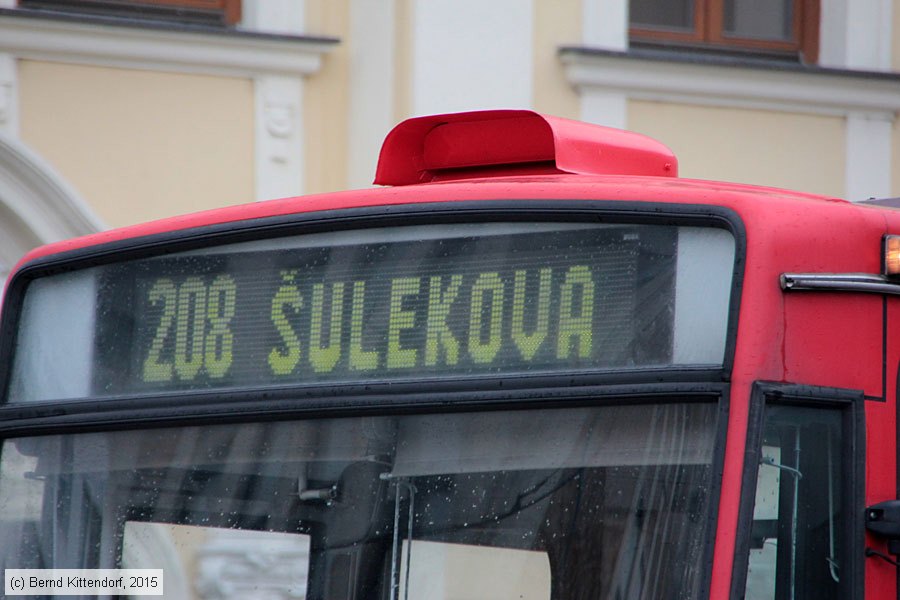 208 ŠULEKOVA
(c) Bernd Kittendorf, 2015